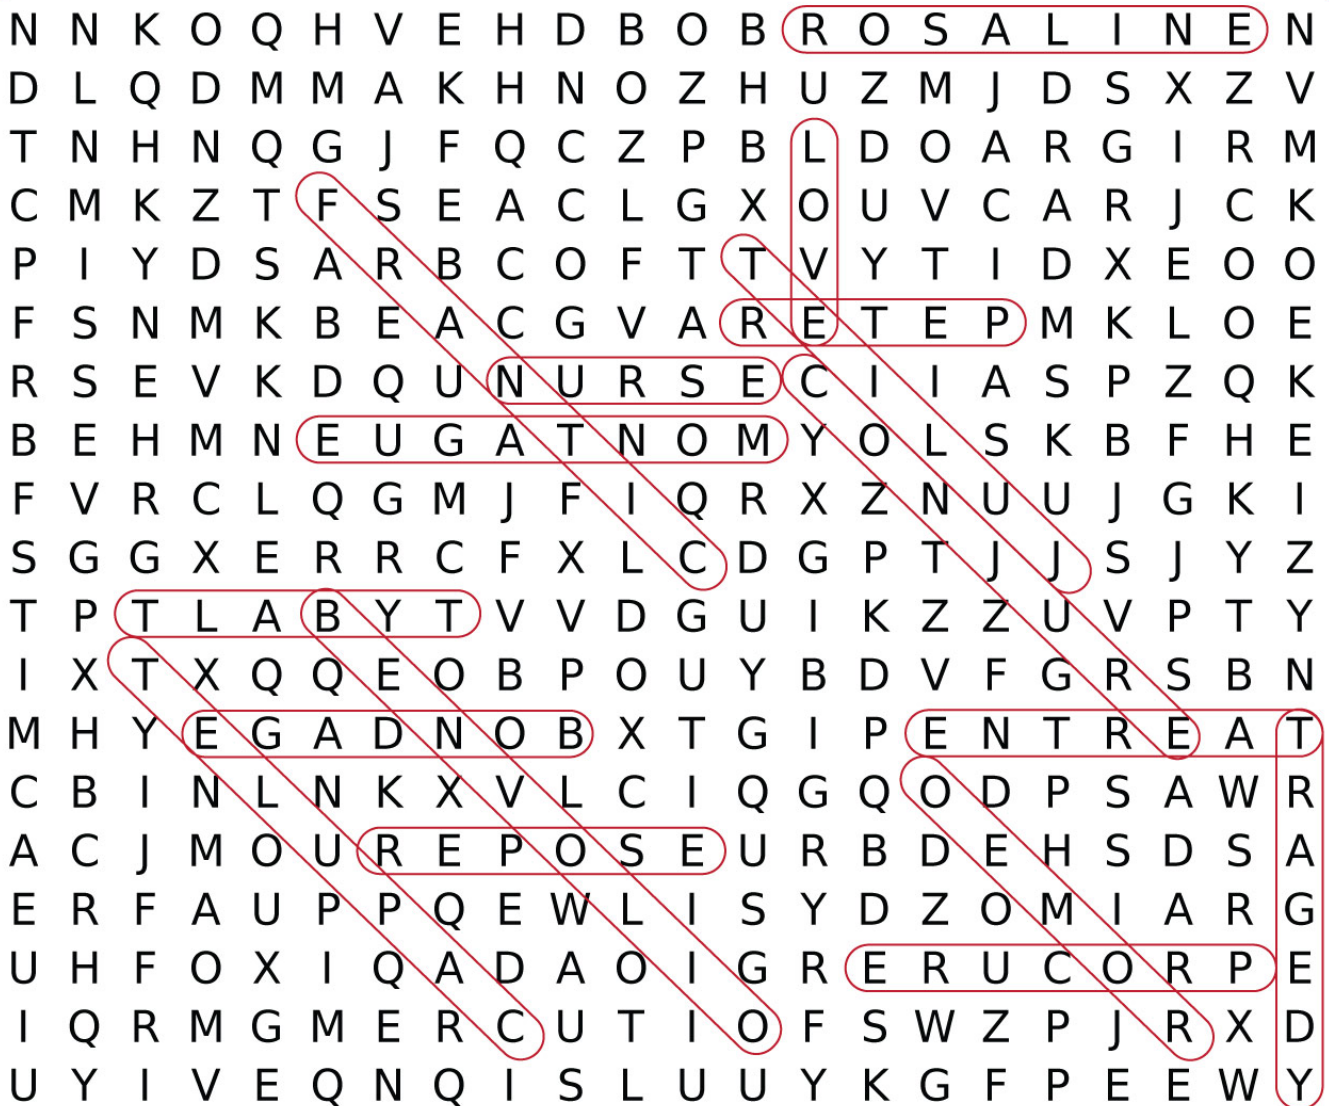 N N K O Q H V E H D B O B R O S A L I N E N
D L Q D M M A K H N O Z H U Z M J D S X Z V
T N H N Q G J F Q C Z P B L D O A R G I R M
C M K Z T F S E A C L G X O U V C A R J C K
P I Y D S A R B C O F T T V Y T I D X E O O
F S N M K B E A C G V A R E T E P M K L O E
R S E V K D Q U N U R S E C I I A S P Z Q K
B E H M N E U G A T N O M Y O L S K B F H E
F V R C L Q G M J F I Q R X Z N U U J G K I
S G G X E R R C F X L C D G P T J J S J Y Z
T P T L A B Y T V V D G U I K Z Z U V P T Y
I X T X Q Q E O B P O U Y B D V F G R S B N
M H Y E G A D N O B X T G I P E N T R E A T
C B I N L N K X V L C I Q G Q O D P S A W R
A C J M O U R E P O S E U R B D E H S D S A
E R F A U P P Q E W L I S Y D Z O M I A R G
U H F O X I Q A D A O I G R E R U C O R P E
I Q R M G M E R C U T I O F S W Z P J R X D
U Y I V E Q N Q I S L U U Y K G F P E E W Y